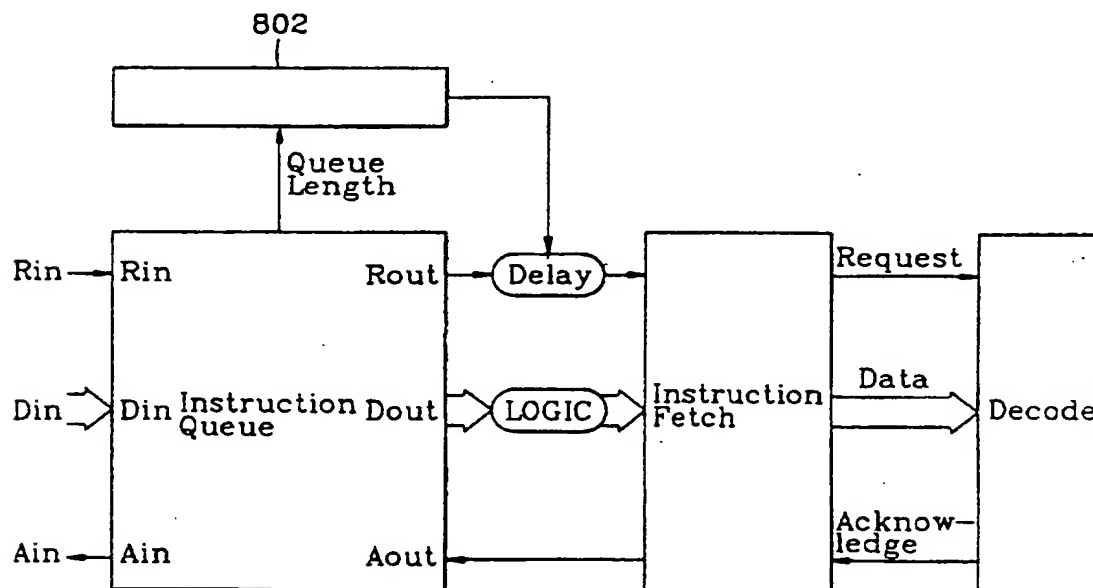 802
Queue
Length
Rin
Rin
Rout
Delay
Request
Din
Din
Instruction
Queue
Dout
LOGIC
Instruction
Fetch
Data
Decode
Ain
Ain
Aout
Acknow-
ledge